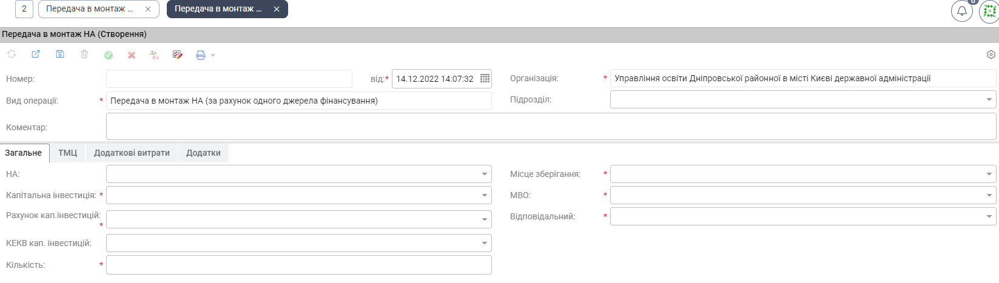 2 Передача в монтаж ... Передача в монтаж ... 0
Передача в монтаж НА (Створення)
Дт
Кт
Номер: від:* 14.12.2022 14:07:32 Організація: * Управління освіти Дніпровської районної в місті Києві державної адміністрації
Вид операції: * Передача в монтаж НА (за рахунок одного джерела фінансування) Підрозділ:
Коментар:
Загальне ТМЦ Додаткові витрати Додатки
НА: Місце зберігання: *
Капітальна інвестиція: * МВО: *
Рахунок кап.інвестицій: * Відповідальний: *
КЕКВ кап. інвестицій:
Кількість: *